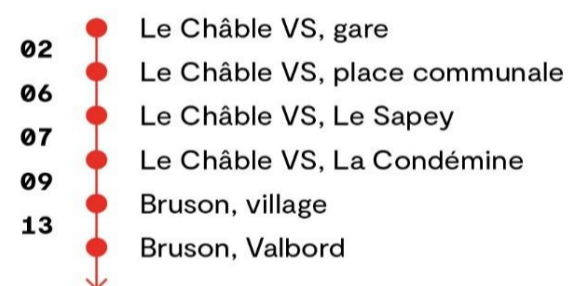 Le Châble VS, gare
02
Le Châble VS, place communale
06
Le Châble VS, Le Sapey
07
Le Châble VS, La Condémine
09
Bruson, village
13
Bruson, Valbord